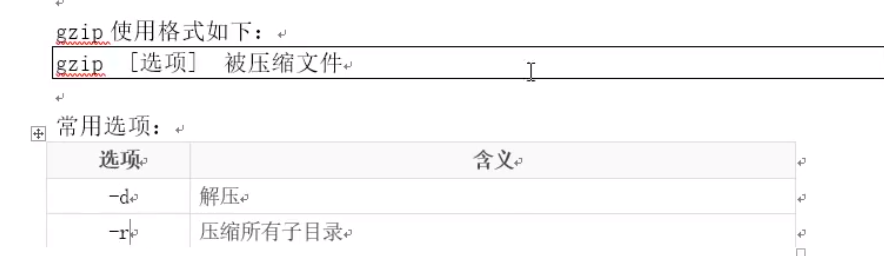 gzip 使用格式如下：
gzip [选项] 被压缩文件
常用选项：
选项 含义
-d 解压
-r 压缩所有子目录